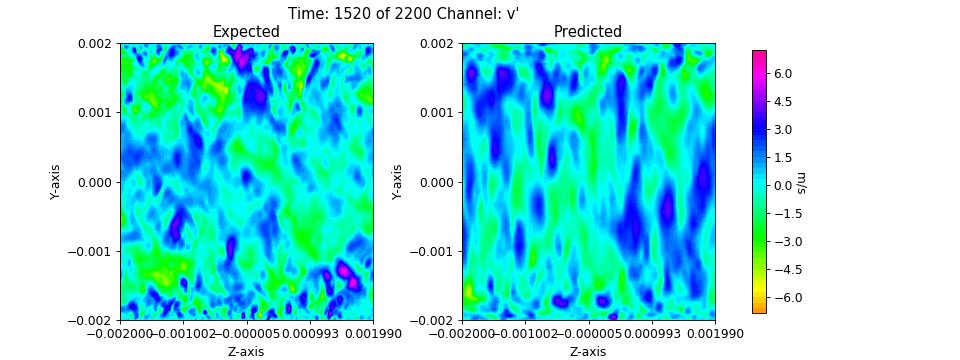 Time: 1520 of 2200 Channel: v'
Expected
Predicted
0.002
0.001
0.000
−0.001
−0.002
Y-axis
−0.002000 −0.001002 −0.000005 0.000993 0.001990
Z-axis
0.002
0.001
0.000
−0.001
−0.002
Y-axis
−0.002000 −0.001002 −0.000005 0.000993 0.001990
Z-axis
6.0
4.5
3.0
1.5
0.0
−1.5
−3.0
−4.5
−6.0
m/s